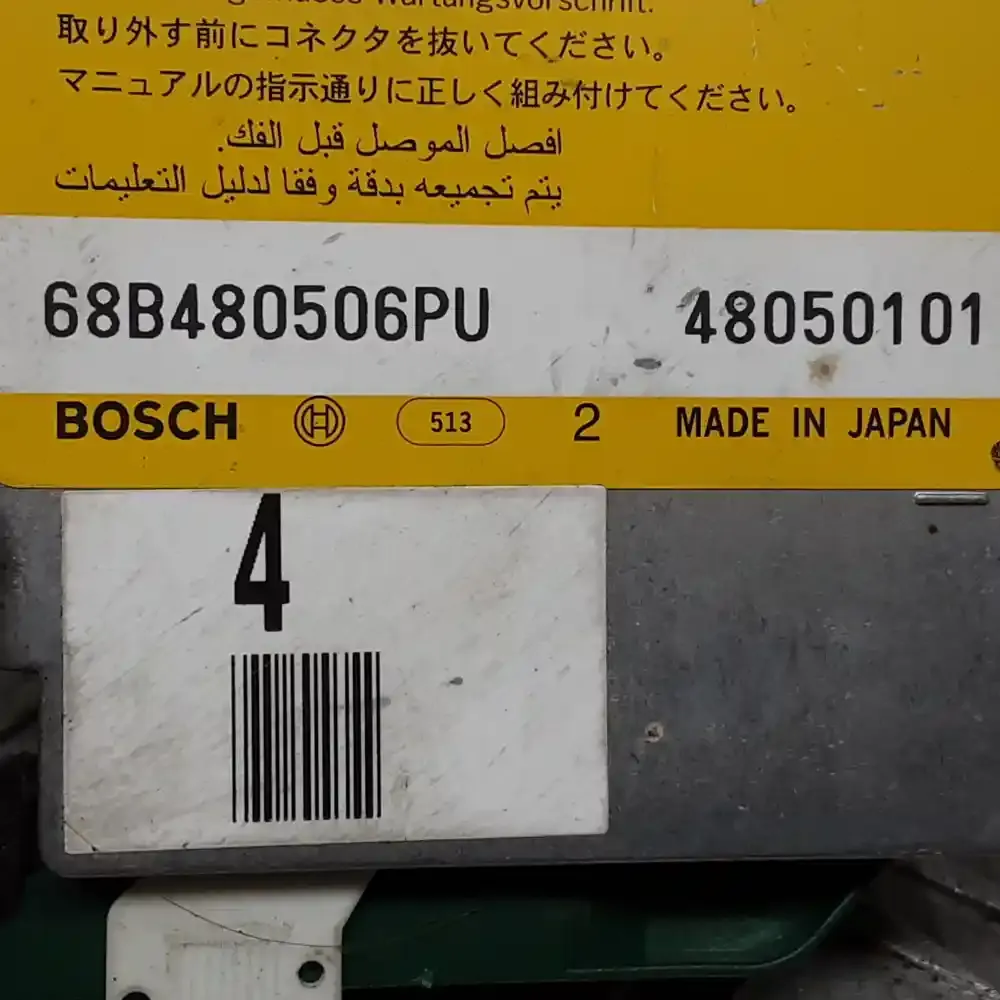 Wartungsvorschrift.
取り外す前にコネクタを抜いてください。
マニュアルの指示通りに正しく組み付けてください。
افصل الموصل قبل الفك.
يتم تجميعه بدقة وفقا لدليل التعليمات
68B480506PU 48050101
BOSCH 513 2 MADE IN JAPAN
4